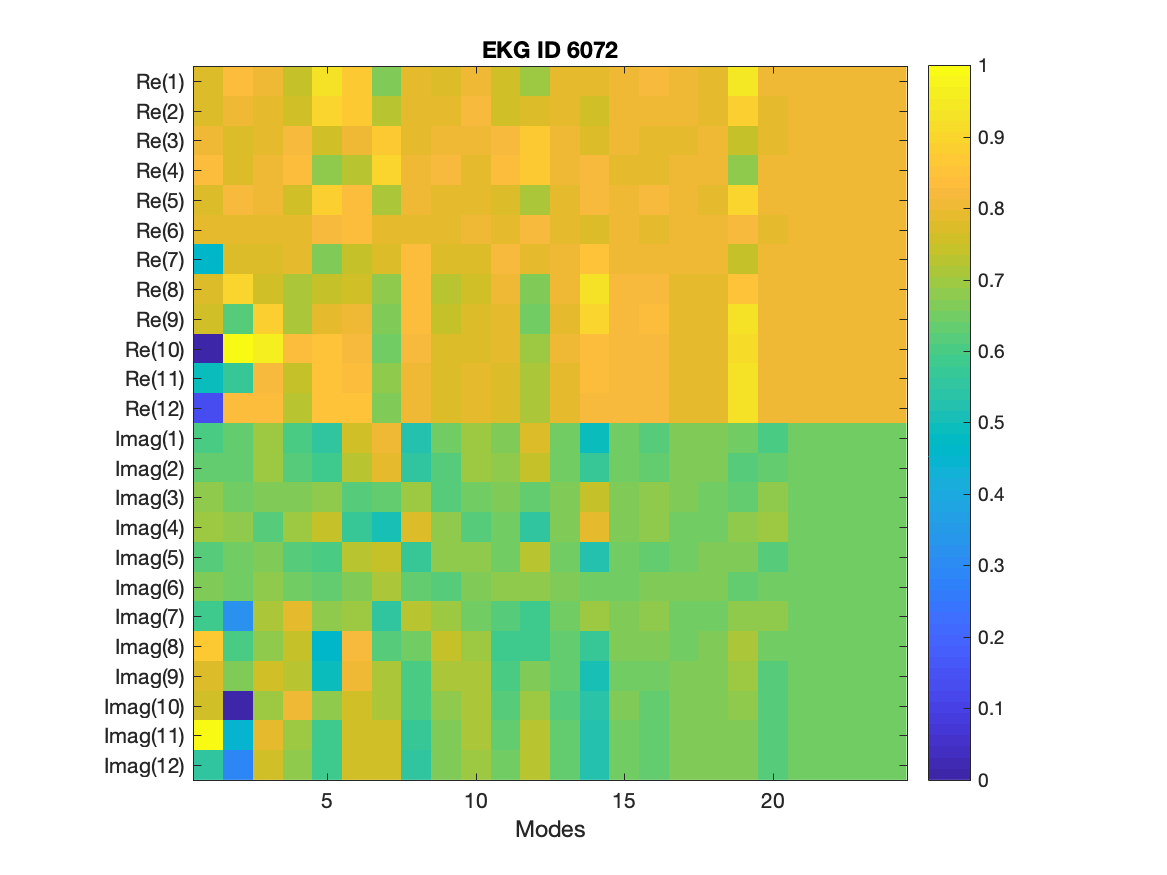 EKG ID 6072
Re(1)
Re(2)
Re(3)
Re(4)
Re(5)
Re(6)
Re(7)
Re(8)
Re(9)
Re(10)
Re(11)
Re(12)
Imag(1)
Imag(2)
Imag(3)
Imag(4)
Imag(5)
Imag(6)
Imag(7)
Imag(8)
Imag(9)
Imag(10)
Imag(11)
Imag(12)
5 10 15 20
Modes
1
0.9
0.8
0.7
0.6
0.5
0.4
0.3
0.2
0.1
0